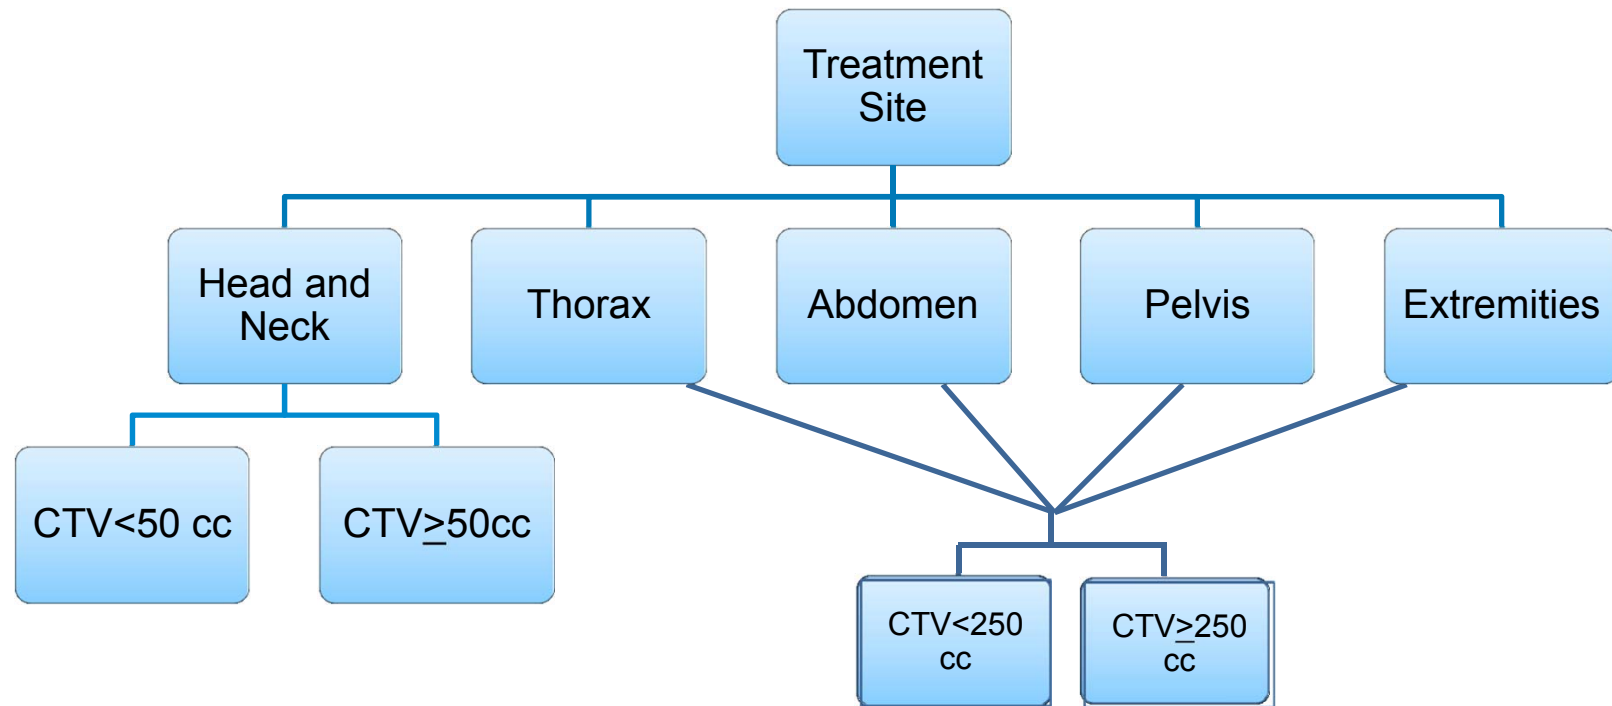 Treatment
Site
Head and
Neck
Thorax
Abdomen
Pelvis
Extremities
CTV<50 cc
CTV≥50cc
CTV<250
cc
CTV≥250
cc